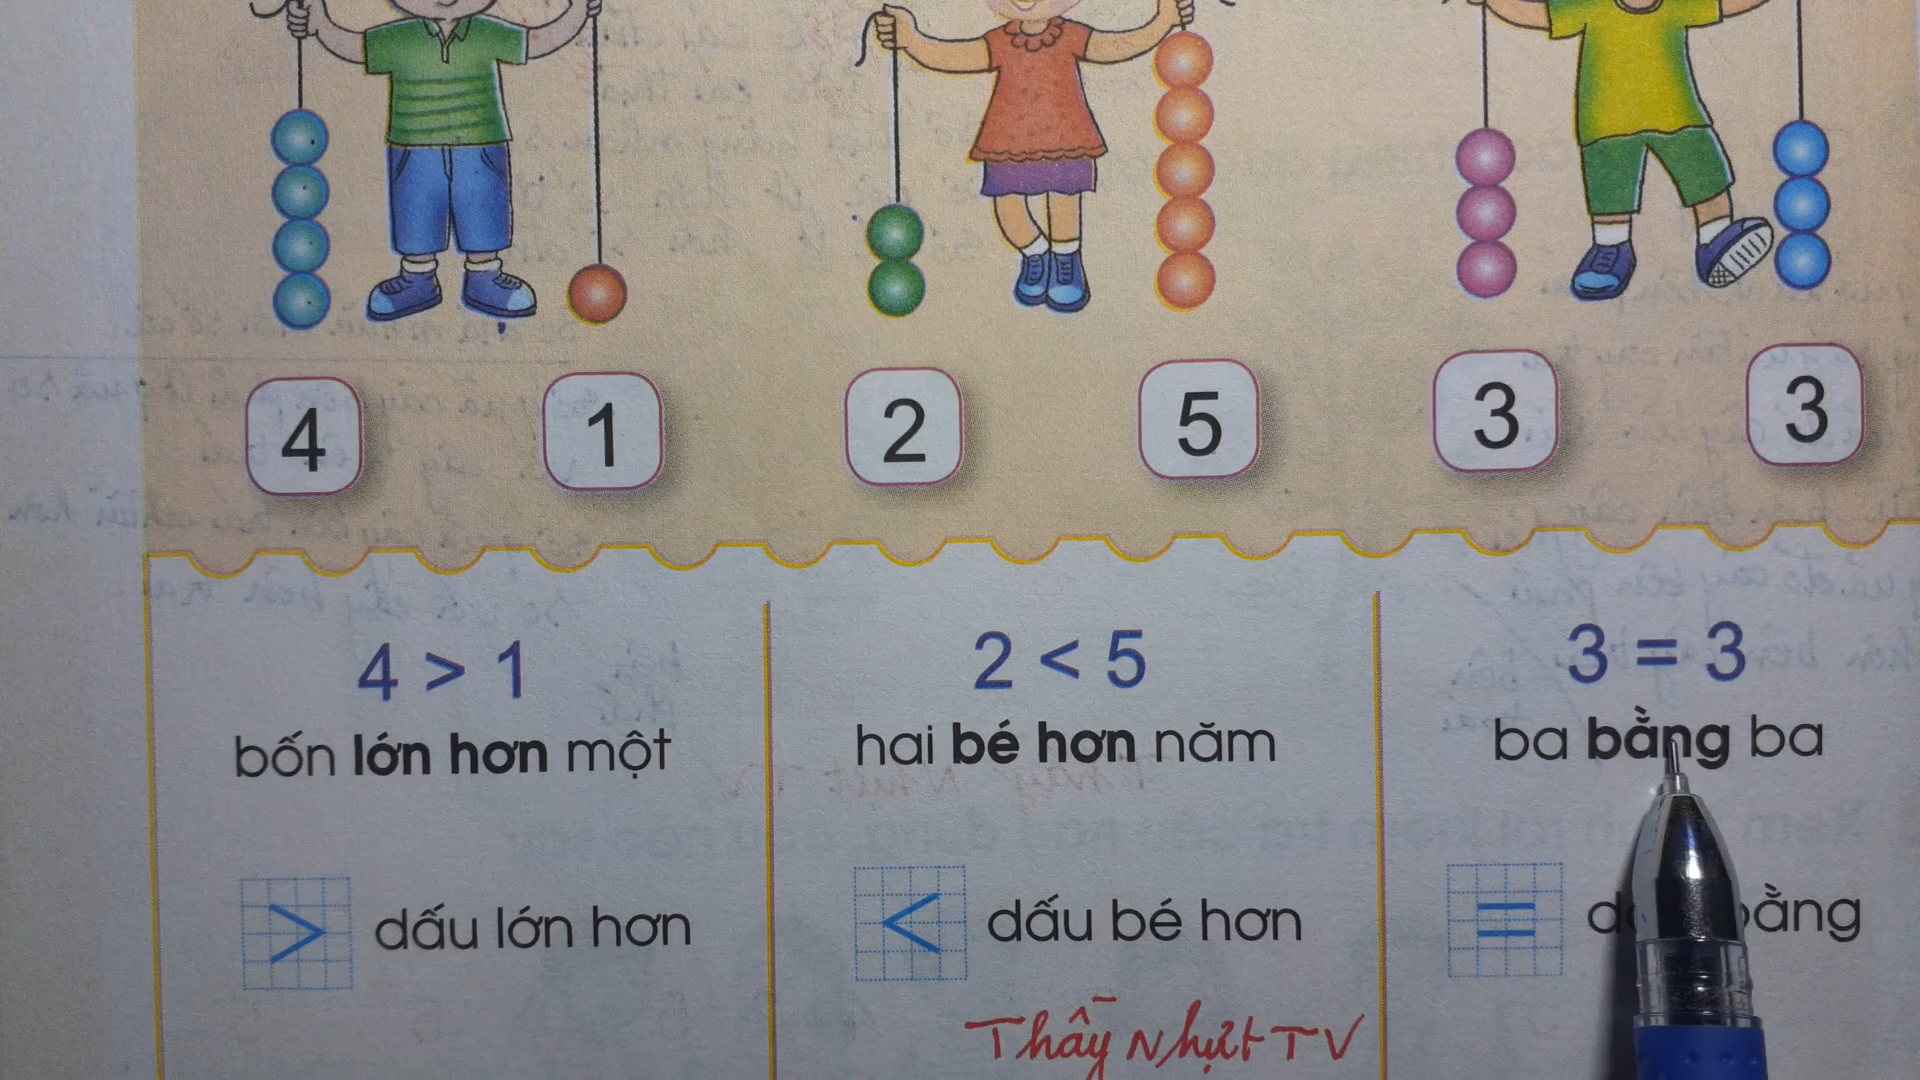 4 1 2 5 3 3
4 > 1
bốn lớn hơn một
> dấu lớn hơn
2 < 5
hai bé hơn năm
< dấu bé hơn
3 = 3
ba bằng ba
= bằng
Thầy Nhựt TV